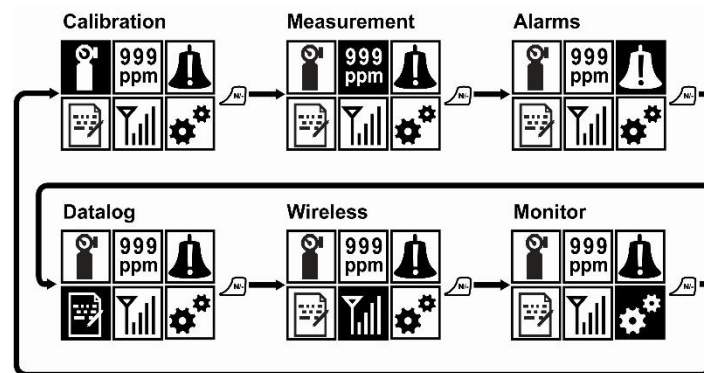 Calibration
999
ppm
N/-
Measurement
999
ppm
N/-
Alarms
999
ppm
N/-
Datalog
999
ppm
N/-
Wireless
999
ppm
N/-
Monitor
999
ppm
N/-